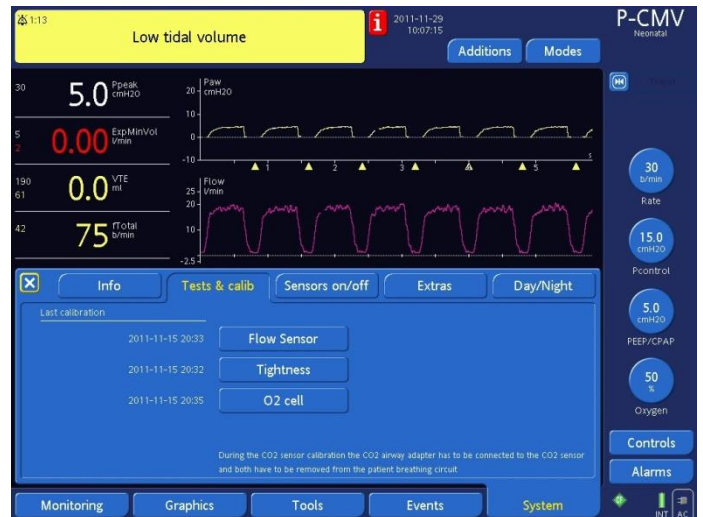 1:13
Low tidal volume
i
2011-11-29
10:07:15
Additions
Modes
P-CMV
Neonatal
30
5.0
Ppeak
cmH2O
5
2
0.00
ExpMinVol
l/min
190
61
0.0
VTE
ml
42
75
fTotal
b/min
Paw
cmH2O
20
10
0
-10
1
2
3
5
s
Flow
l/min
25
20
10
-2.5
30
b/min
Rate
15.0
cmH2O
Pcontrol
5.0
cmH2O
PEEP/CPAP
50
%
Oxygen
Controls
Alarms
X
Info
Tests & calib
Sensors on/off
Extras
Day/Night
Last calibration
2011-11-15 20:33
Flow Sensor
2011-11-15 20:32
Tightness
2011-11-15 20:35
O2 cell
During the CO2 sensor calibration the CO2 airway adapter has to be connected to the CO2 sensor
and both have to be removed from the patient breathing circuit
Monitoring
Graphics
Tools
Events
System
INT
AC